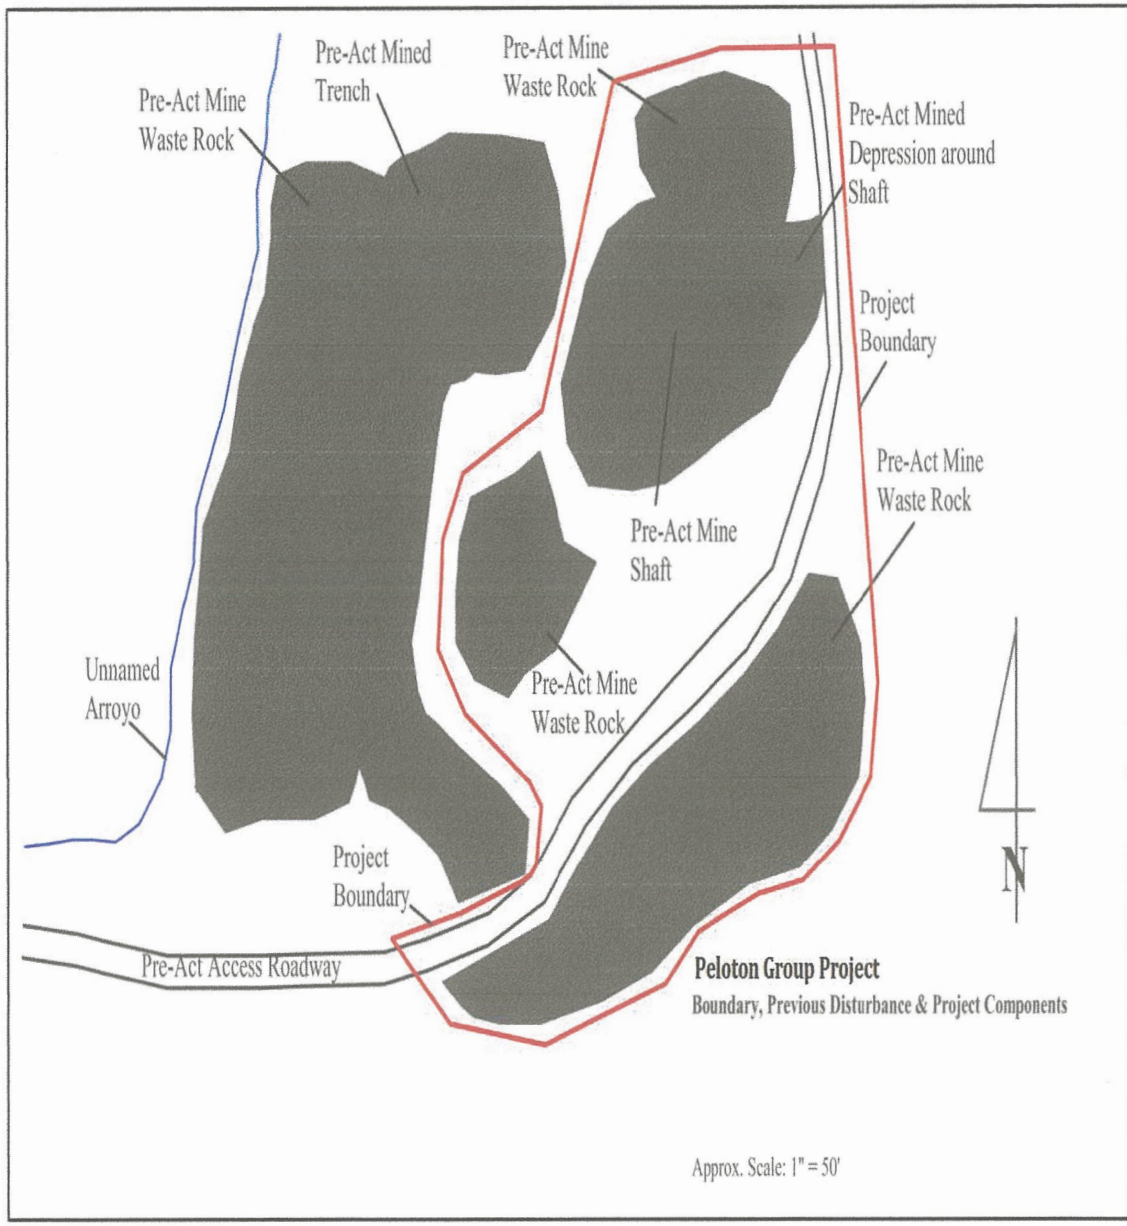 Pre-Act Mine
Waste Rock
Pre-Act Mined
Trench
Pre-Act Mine
Waste Rock
Pre-Act Mined
Depression around
Shaft
Project
Boundary
Pre-Act Mine
Waste Rock
Pre-Act Mine
Shaft
Unnamed
Arroyo
Pre-Act Mine
Waste Rock
Project
Boundary
N
Pre-Act Access Roadway
Peloton Group Project
Boundary, Previous Disturbance & Project Components
Approx. Scale: 1" = 50'